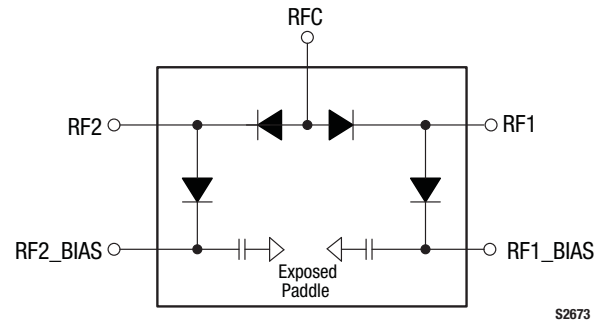 RFC
RF2
RF1
RF2_BIAS
RF1_BIAS
Exposed
Paddle
S2673